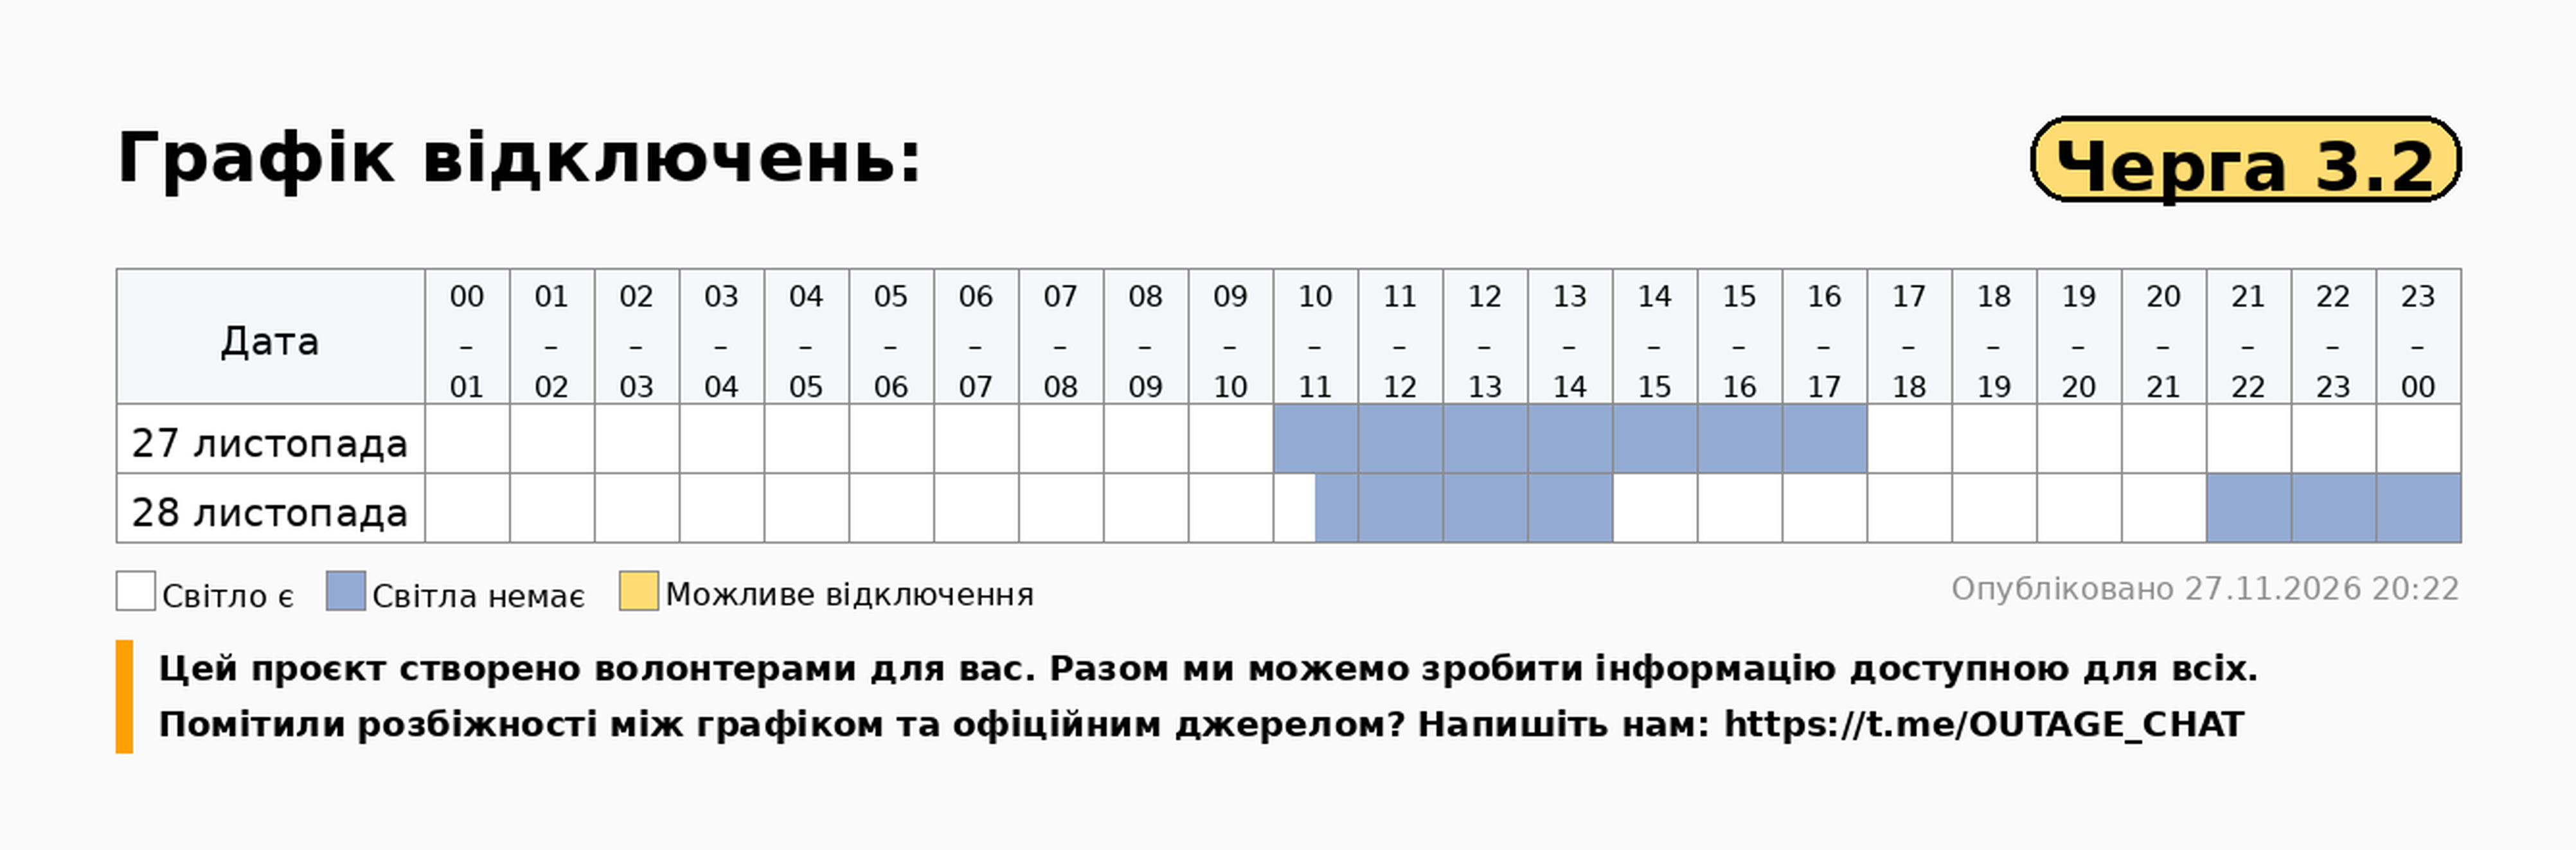 Графік відключень:
Черга 3.2
Дата 00 – 01 01 – 02 02 – 03 03 – 04 04 – 05 05 – 06 06 – 07 07 – 08 08 – 09 09 – 10 10 – 11 11 – 12 12 – 13 13 – 14 14 – 15 15 – 16 16 – 17 17 – 18 18 – 19 19 – 20 20 – 21 21 – 22 22 – 23 23 – 00
27 листопада
28 листопада
Світло є Світла немає Можливе відключення
Опубліковано 27.11.2026 20:22
Цей проєкт створено волонтерами для вас. Разом ми можемо зробити інформацію доступною для всіх.
Помітили розбіжності між графіком та офіційним джерелом? Напишіть нам: https://t.me/OUTAGE_CHAT